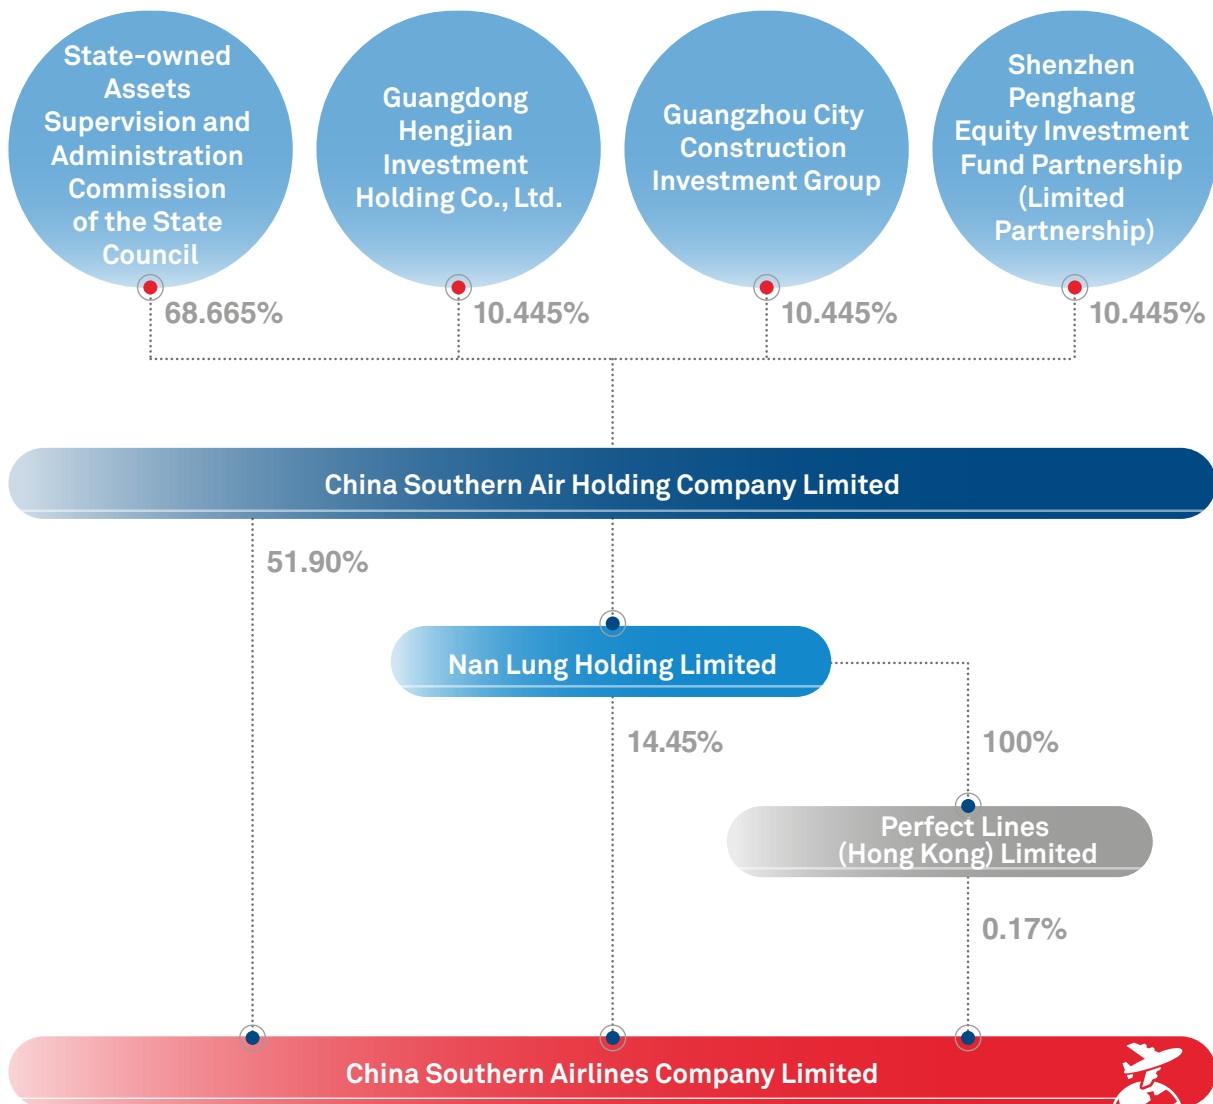 State-owned
Assets
Supervision and
Administration
Commission
of the State
Council
Guangdong
Hengjian
Investment
Holding Co., Ltd.
Guangzhou City
Construction
Investment Group
Shenzhen
Penghang
Equity Investment
Fund Partnership
(Limited
Partnership)
68.665%
10.445%
10.445%
10.445%
China Southern Air Holding Company Limited
51.90%
Nan Lung Holding Limited
14.45%
100%
Perfect Lines
(Hong Kong) Limited
0.17%
China Southern Airlines Company Limited